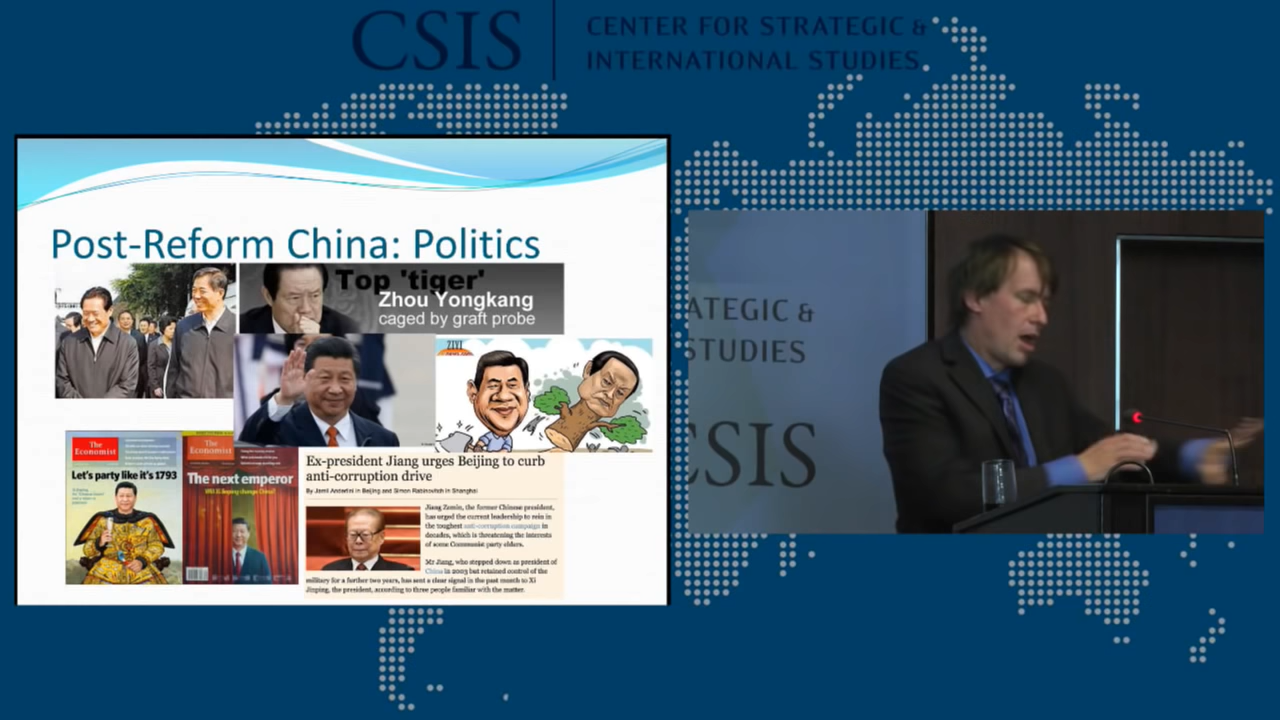 CSIS
CENTER FOR STRATEGIC &
INTERNATIONAL STUDIES
Post-Reform China: Politics
Top 'tiger'
Zhou Yongkang
caged by graft probe
The
Economist
Let's party like it's 1793
The
Economist
The next emperor
Will Xi Jinping change China?
Ex-president Jiang urges Beijing to curb
anti-corruption drive
By Jamil Anderlini in Beijing and Simon Rabinovitch in Shanghai
Jiang Zemin, the former Chinese president,
has urged the current leadership to rein in
the toughest anti-corruption campaign in
decades, which is threatening the interests
of some Communist party elders.
Mr Jiang, who stepped down as president of
China in 2003 but retained control of the
military for a further two years, has sent a clear signal in the past month to Xi
Jinping, the president, according to three people familiar with the matter.
ATEGIC &
STUDIES
CSIS